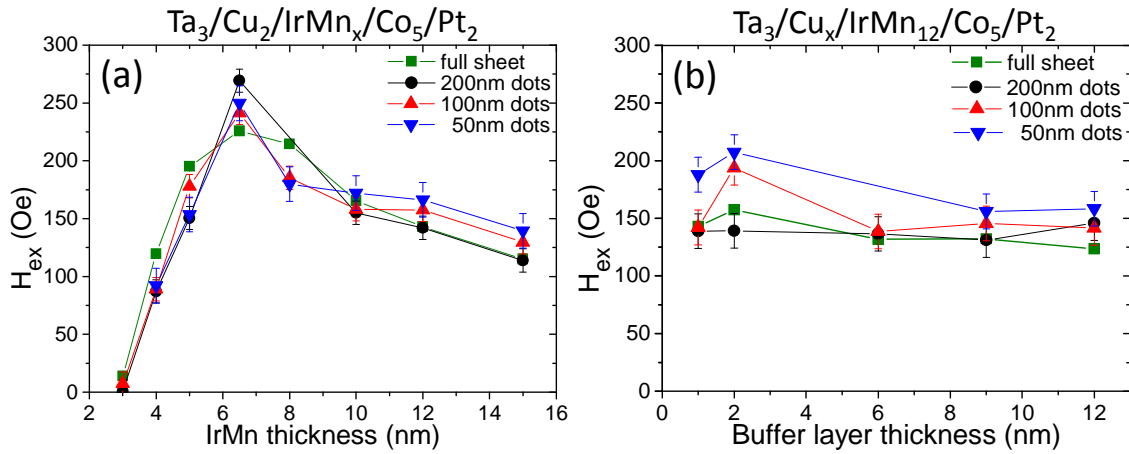 Ta3/Cu2/IrMnx/Co5/Pt2
(a)
full sheet
200nm dots
100nm dots
50nm dots
300
250
200
150
100
50
0
Hex (Oe)
2 4 6 8 10 12 14 16
IrMn thickness (nm)
Ta3/Cux/IrMn12/Co5/Pt2
(b)
full sheet
200nm dots
100nm dots
50nm dots
300
250
200
150
100
50
0
Hex (Oe)
0 2 4 6 8 10 12
Buffer layer thickness (nm)